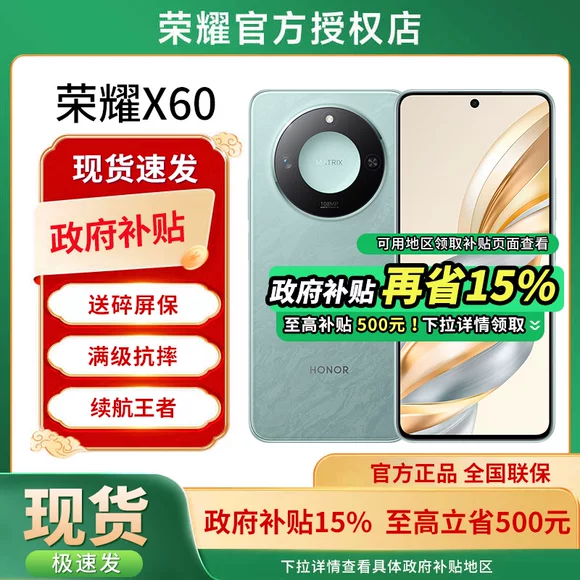 荣耀官方授权店
荣耀X60
现货速发
政府补贴
送碎屏保
满级抗摔
续航王者
MATRIX
108MP
HONOR
可用地区领取补贴页面查看
政府补贴 再省15%
至高补贴 500元！下拉详情领取
官方正品 全国联保
现货
极速发
政府补贴15% 至高立省500元
下拉详情查看具体政府补贴地区